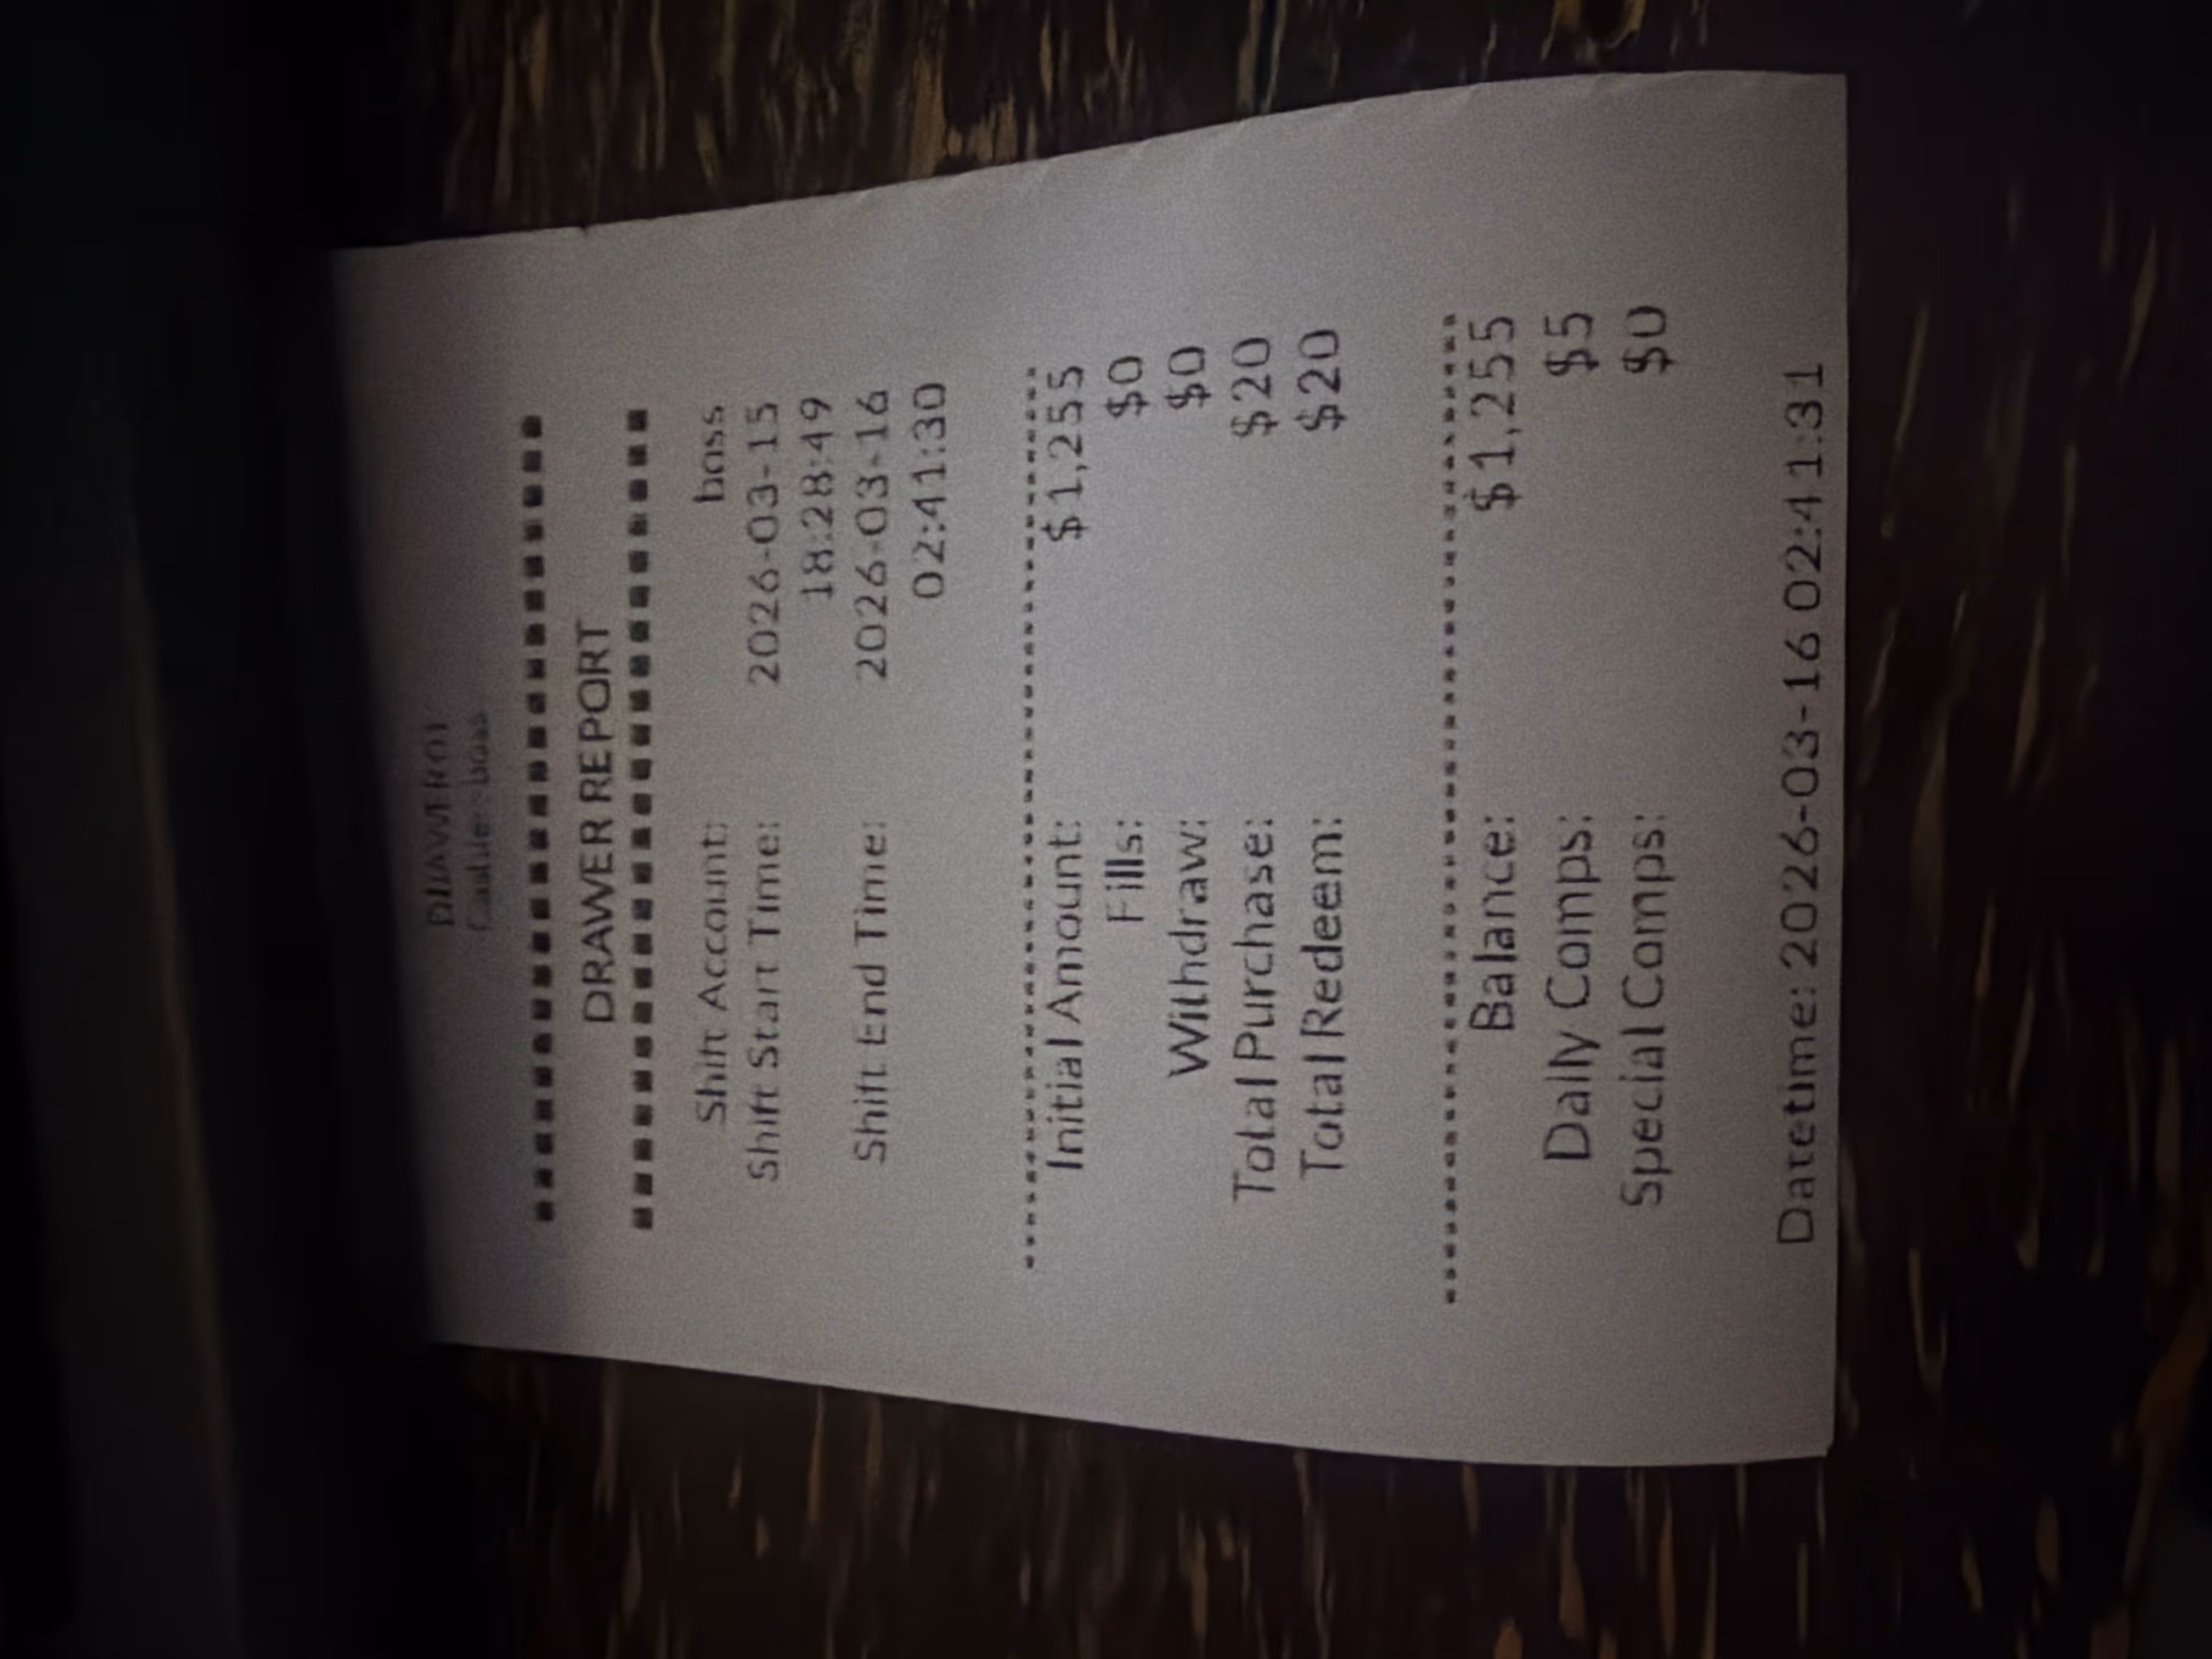 DRAWER REPORT
Shift Account: boss
Shift Start Time: 2026-03-15
18:28:49
Shift End Time: 2026-03-16
02:41:30
Initial Amount: $1,255
Fills: $0
Withdraw: $0
Total Purchase: $20
Total Redeem: $20
Balance: $1,255
Daily Comps: $5
Special Comps: $0
Datetime: 2026-03-16 02:41:31